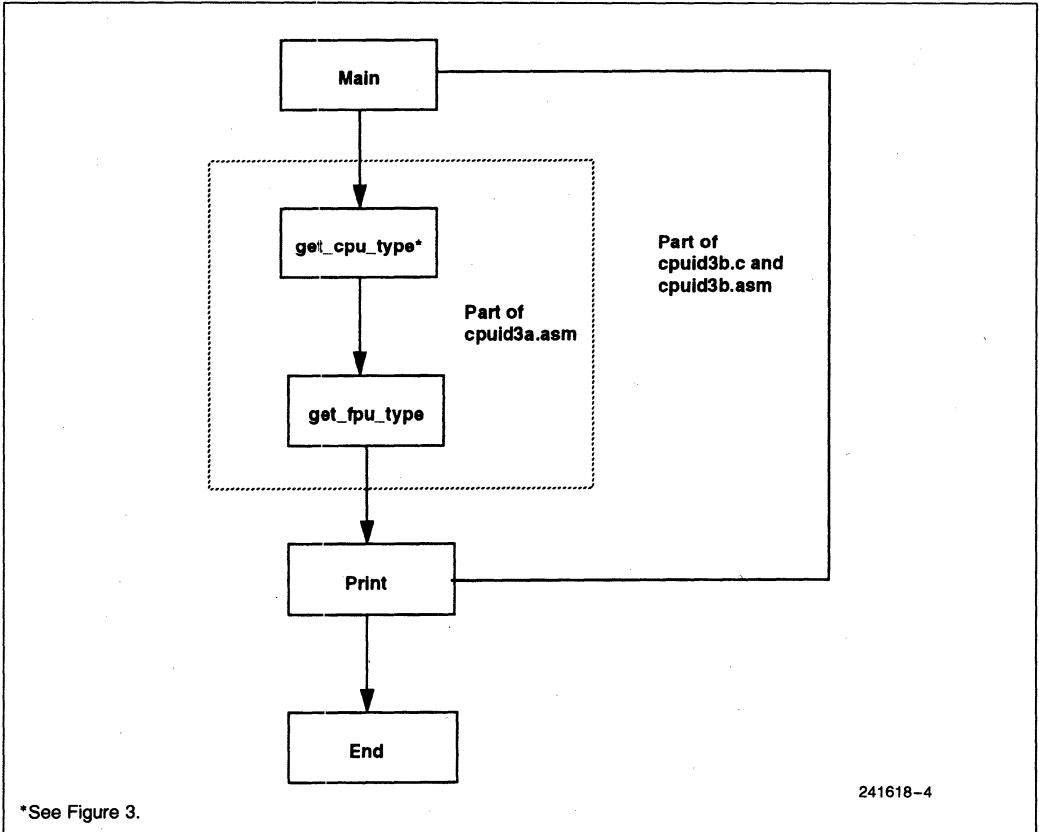 Main
get_cpu_type*
Part of
cpuid3b.c and
cpuid3b.asm
Part of
cpuid3a.asm
get_fpu_type
Print
End
241618-4
*See Figure 3.